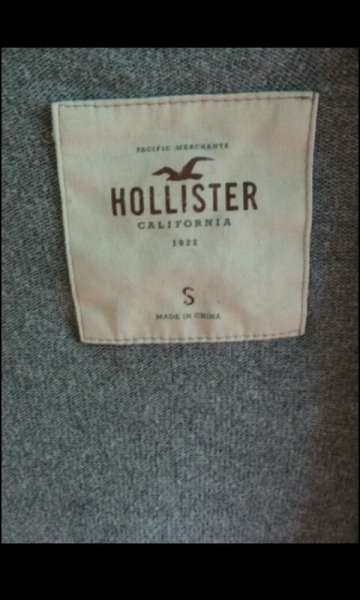 PACIFIC MERCHANTS
HOLLISTER
CALIFORNIA
1922
S
MADE IN CHINA